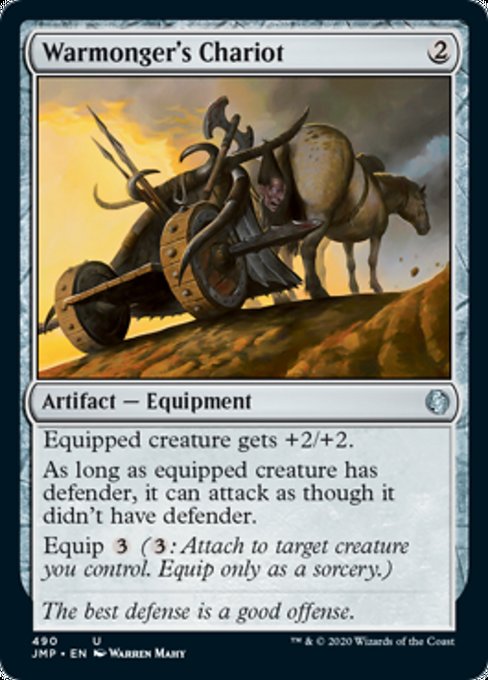 Warmonger's Chariot 2
Artifact — Equipment
Equipped creature gets +2/+2.
As long as equipped creature has
defender, it can attack as though it
didn't have defender.
Equip 3 (3: Attach to target creature
you control. Equip only as a sorcery.)
The best defense is a good offense.
490 U
JMP • EN Warren Mahy
™ & © 2020 Wizards of the Coast